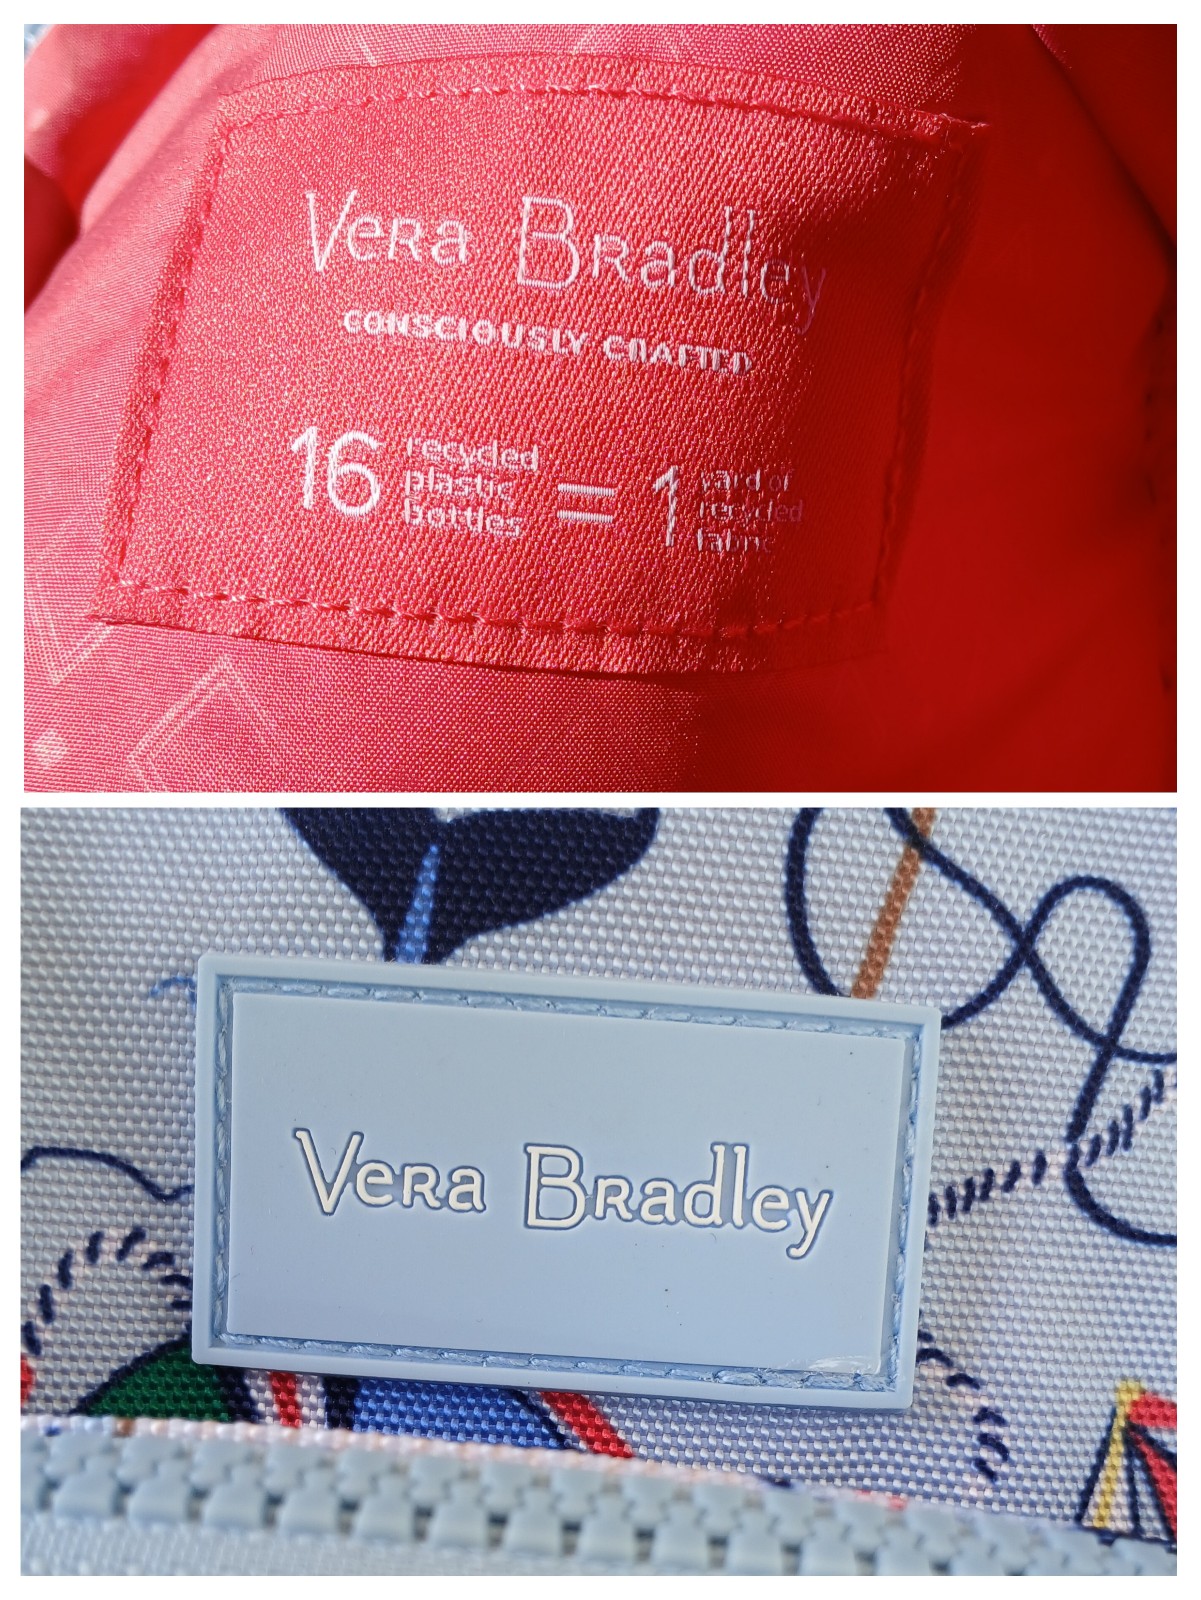 Vera Bradley
CONSCIOUSLY CRAFTED
16 recycled plastic bottles = 1 yard of recycled fabric
Vera Bradley